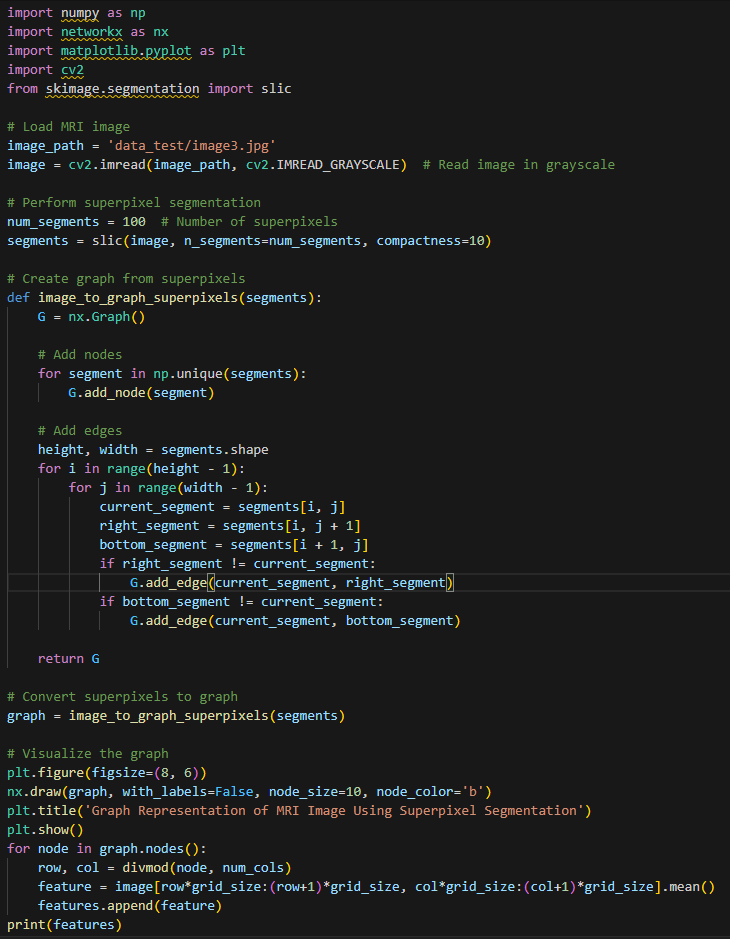 import numpy as np
import networkx as nx
import matplotlib.pyplot as plt
import cv2
from skimage.segmentation import slic

# Load MRI image
image_path = 'data_test/image3.jpg'
image = cv2.imread(image_path, cv2.IMREAD_GRAYSCALE)  # Read image in grayscale

# Perform superpixel segmentation
num_segments = 100  # Number of superpixels
segments = slic(image, n_segments=num_segments, compactness=10)

# Create graph from superpixels
def image_to_graph_superpixels(segments):
    G = nx.Graph()

    # Add nodes
    for segment in np.unique(segments):
        G.add_node(segment)

    # Add edges
    height, width = segments.shape
    for i in range(height - 1):
        for j in range(width - 1):
            current_segment = segments[i, j]
            right_segment = segments[i, j + 1]
            bottom_segment = segments[i + 1, j]
            if right_segment != current_segment:
                G.add_edge(current_segment, right_segment)
            if bottom_segment != current_segment:
                G.add_edge(current_segment, bottom_segment)

    return G

# Convert superpixels to graph
graph = image_to_graph_superpixels(segments)

# Visualize the graph
plt.figure(figsize=(8, 6))
nx.draw(graph, with_labels=False, node_size=10, node_color='b')
plt.title('Graph Representation of MRI Image Using Superpixel Segmentation')
plt.show()
for node in graph.nodes():
    row, col = divmod(node, num_cols)
    feature = image[row*grid_size:(row+1)*grid_size, col*grid_size:(col+1)*grid_size].mean()
    features.append(feature)
print(features)